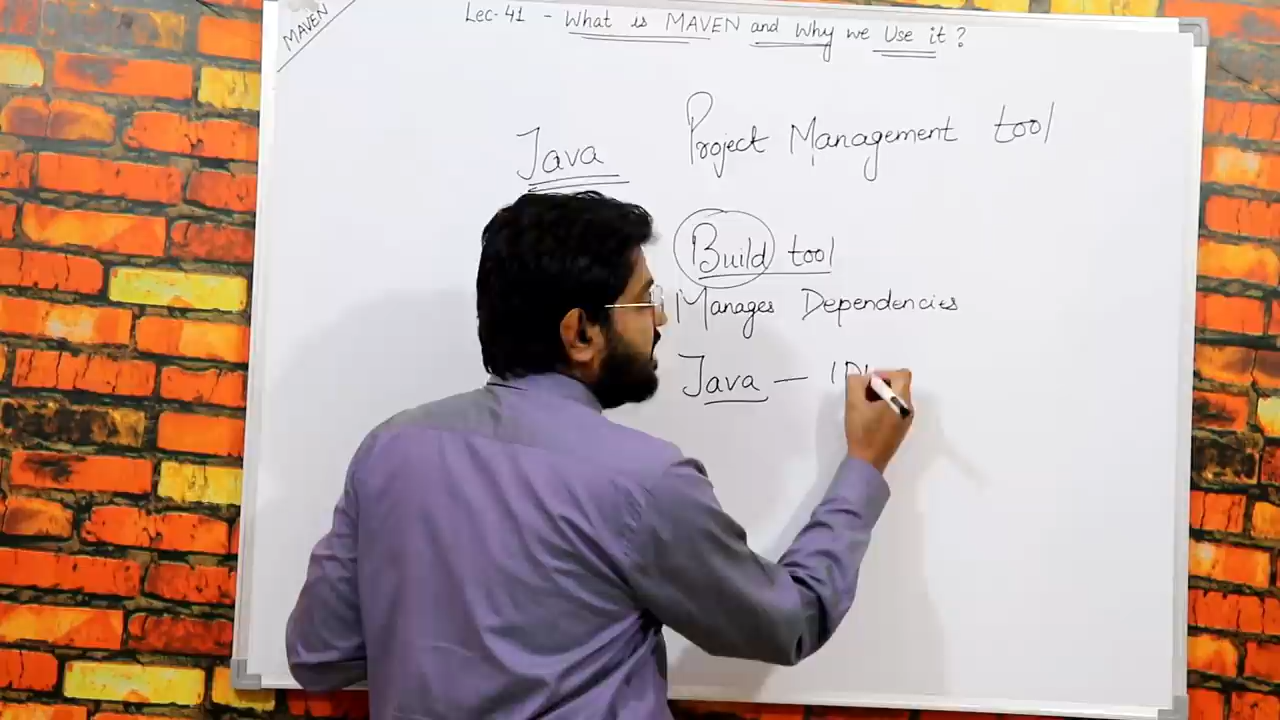 MAVEN
Lec-41 - What is MAVEN and Why we Use it ?
Java
Project Management tool
Build tool
Manages Dependencies
Java —